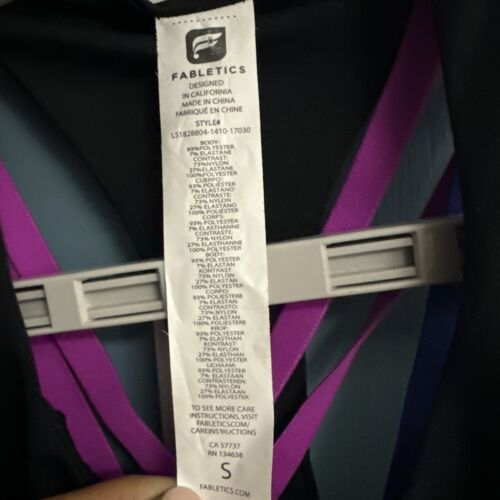 FABLETICS
DESIGNED
IN CALIFORNIA
MADE IN CHINA
FABRIQUÉ EN CHINE
STYLE#
LS1828804-1410-17030
BODY:
93%POLYESTER
7% ELASTANE
CONTRAST:
73%NYLON
27%ELASTANE
100%POLYESTER
CUERPO:
93% POLIÉSTER
7% ELASTANO
CONTRASTE:
73% NYLON
27% ELASTANO
100% POLIÉSTER
CORPS:
93% POLYESTER
7% ELASTHANNE
CONTRASTE:
73% NYLON
27% ELASTHANNE
100% POLYESTER
BODY:
93% POLYESTER
7% ELASTAN
KONTRAST:
73% NYLON
27% ELASTAN
100% POLYESTER
CORPO:
93% POLIESTERE
7% ELASTAN
CONTRASTO:
73% NYLON
27% ELASTAN
100% POLIESTERE
KROP:
93% POLYESTER
7% ELASTHAN
KONTRAST:
73% NYLON
27% ELASTHAN
100% POLYESTER
LICHAAM:
93% POLYESTER
7% ELASTAAN
CONTRASTEREN:
73% NYLON
27% ELASTAAN
100% POLYESTER
TO SEE MORE CARE
INSTRUCTIONS, VISIT
FABLETICS.COM/
CAREINSTRUCTIONS
CA 57737
RN 134638
S
FABLETICS.COM